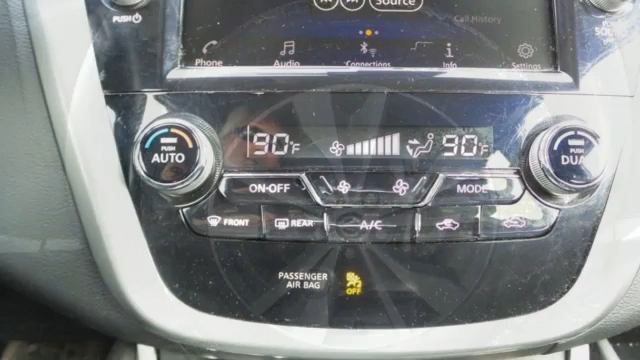 PUSH
Source
Call History
Phone
Audio
Connections
Info
Settings
90°F
90°F
PUSH
AUTO
PUSH
DUAL
ON•OFF
MODE
FRONT
REAR
A/C
PASSENGER
AIR BAG
OFF